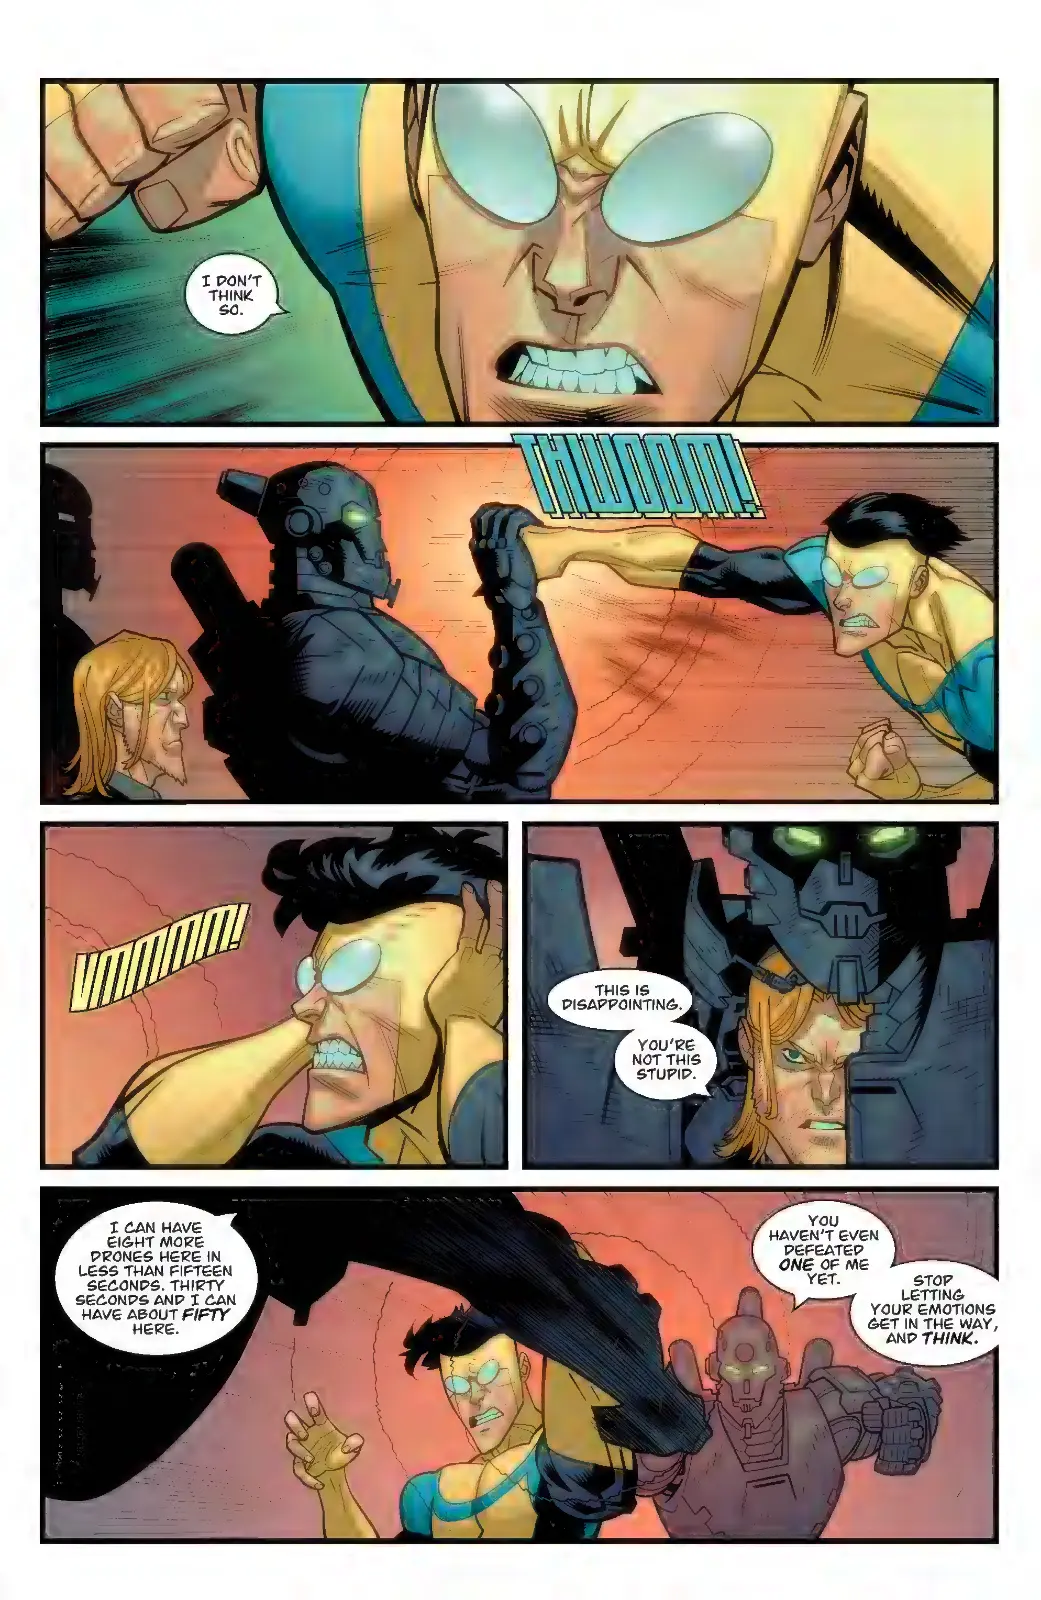 I DON'T
THINK
SO.
THWOOM!
VMMMM!
THIS IS
DISAPPOINTING.
YOU'RE
NOT THIS
STUPID.
I CAN HAVE
EIGHT MORE
DRONES HERE IN
LESS THAN FIFTEEN
SECONDS. THIRTY
SECONDS AND I CAN
HAVE ABOUT FIFTY
HERE.
YOU
HAVEN'T EVEN
DEFEATED
ONE OF ME
YET.
STOP
LETTING
YOUR EMOTIONS
GET IN THE WAY,
AND THINK.